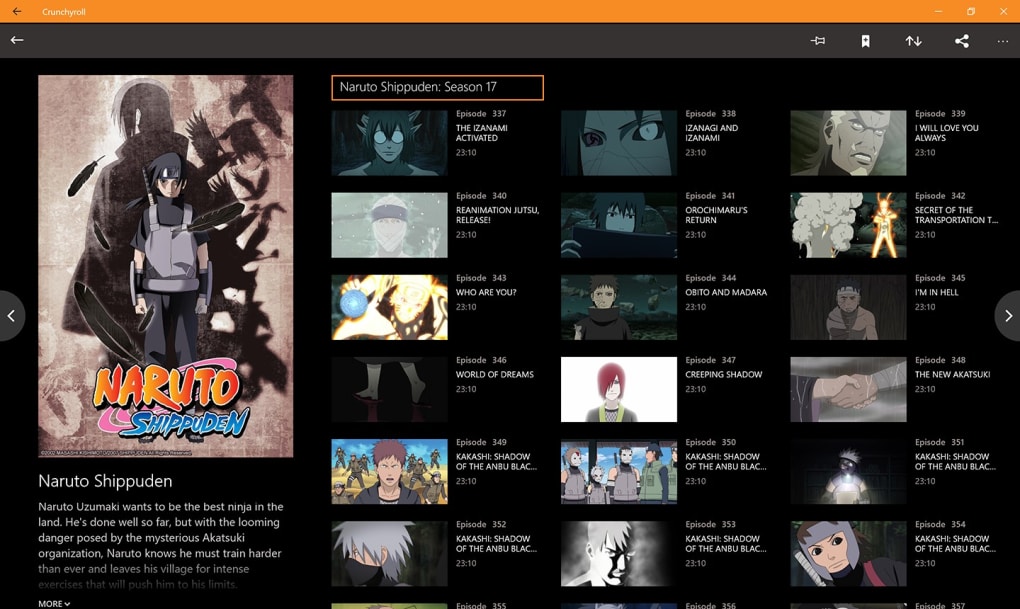 Crunchyroll
Naruto Shippuden: Season 17
Episode 337
THE IZANAMI
ACTIVATED
23:10
Episode 338
IZANAGI AND
IZANAMI
23:10
Episode 339
I WILL LOVE YOU
ALWAYS
23:10
Episode 340
REANIMATION JUTSU,
RELEASE!
23:10
Episode 341
OROCHIMARU'S
RETURN
23:10
Episode 342
SECRET OF THE
TRANSPORTATION T...
23:10
Episode 343
WHO ARE YOU?
23:10
Episode 344
OBITO AND MADARA
23:10
Episode 345
I'M IN HELL
23:10
Episode 346
WORLD OF DREAMS
23:10
Episode 347
CREEPING SHADOW
23:10
Episode 348
THE NEW AKATSUKI
23:10
Episode 349
KAKASHI: SHADOW
OF THE ANBU BLAC...
23:10
Episode 350
KAKASHI: SHADOW
OF THE ANBU BLAC...
23:10
Episode 351
KAKASHI: SHADOW
OF THE ANBU BLAC...
23:10
Episode 352
KAKASHI: SHADOW
OF THE ANBU BLAC...
23:10
Episode 353
KAKASHI: SHADOW
OF THE ANBU BLAC...
23:10
Episode 354
KAKASHI: SHADOW
OF THE ANBU BLAC...
23:10
Episode 355
Episode 356
Episode 357
NARUTO
SHIPPUDEN
©2002 MASASHI KISHIMOTO/2007 SHIPPUDEN All Rights Reserved
Naruto Shippuden
Naruto Uzumaki wants to be the best ninja in the
land. He's done well so far, but with the looming
danger posed by the mysterious Akatsuki
organization, Naruto knows he must train harder
than ever and leaves his village for intense
exercises that will push him to his limits.
MORE